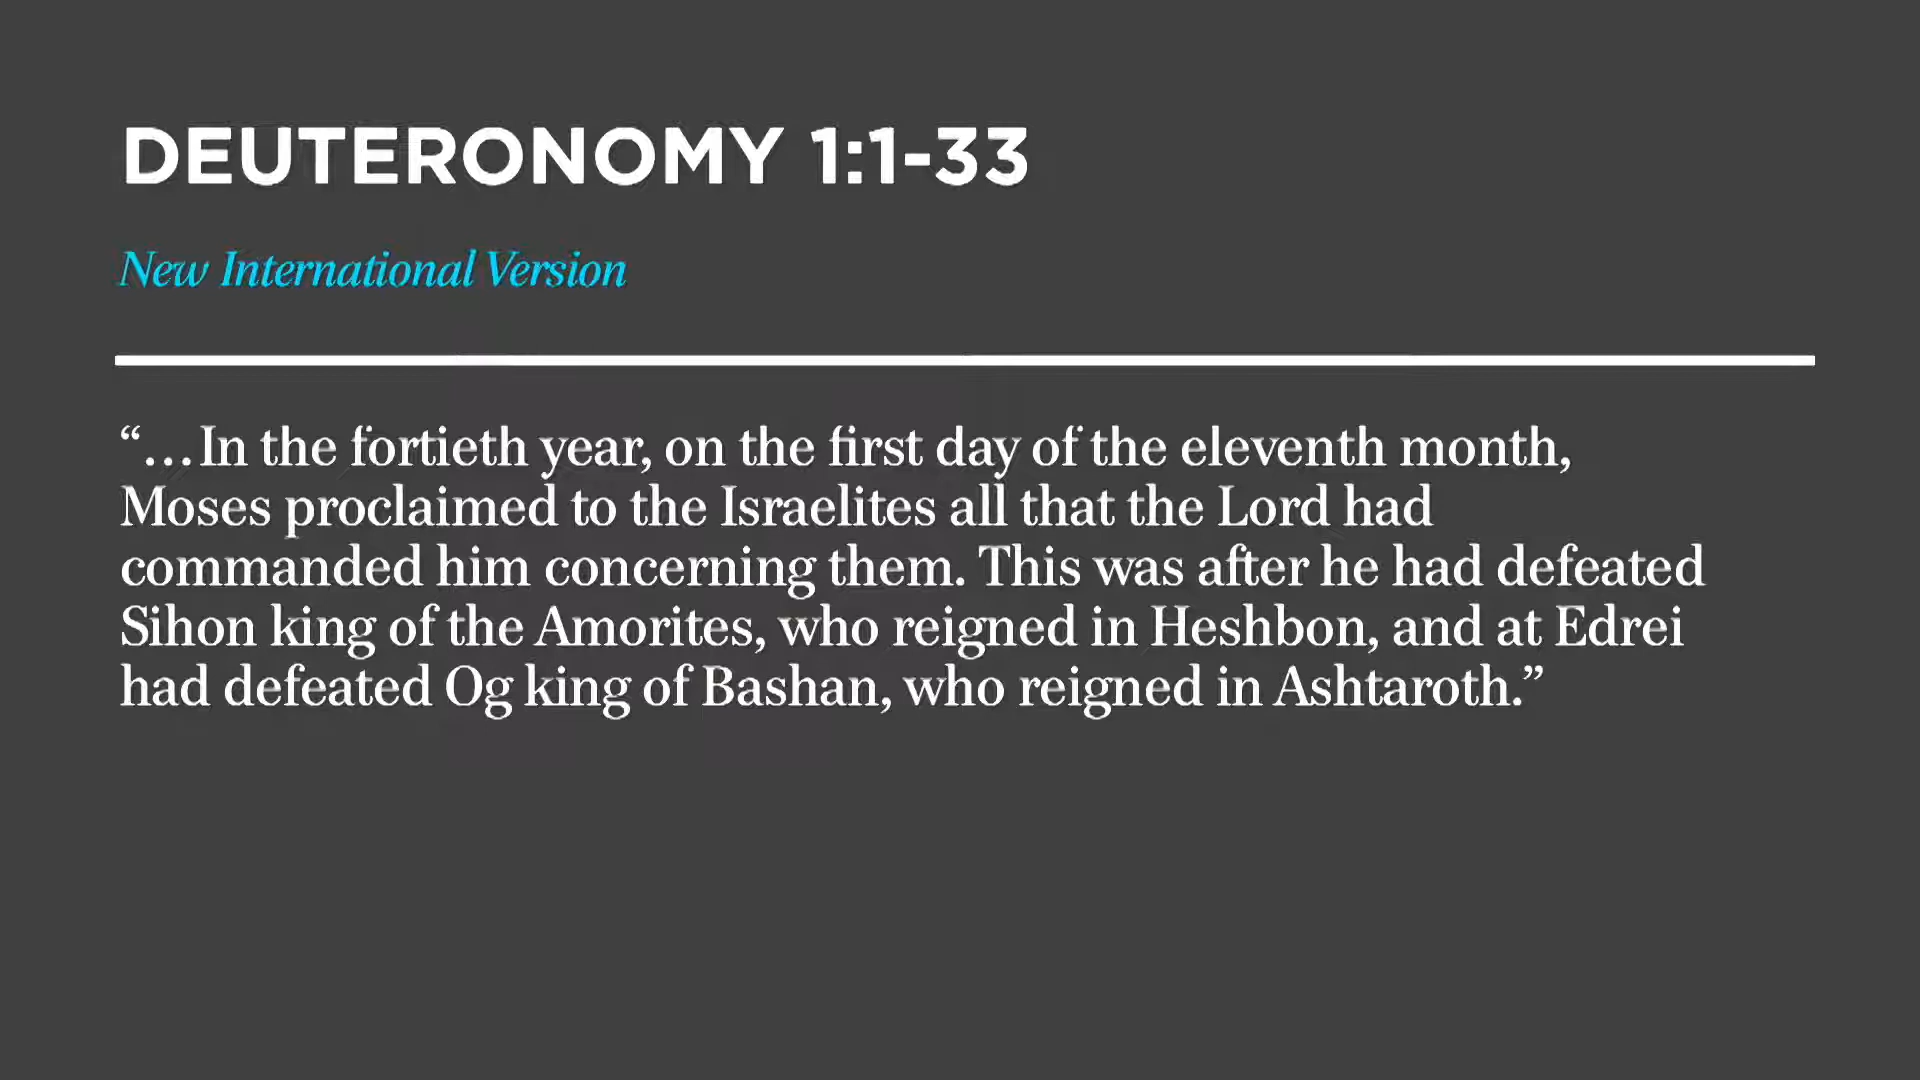 DEUTERONOMY 1:1-33
New International Version
“…In the fortieth year, on the first day of the eleventh month,
Moses proclaimed to the Israelites all that the Lord had
commanded him concerning them. This was after he had defeated
Sihon king of the Amorites, who reigned in Heshbon, and at Edrei
had defeated Og king of Bashan, who reigned in Ashtaroth.”